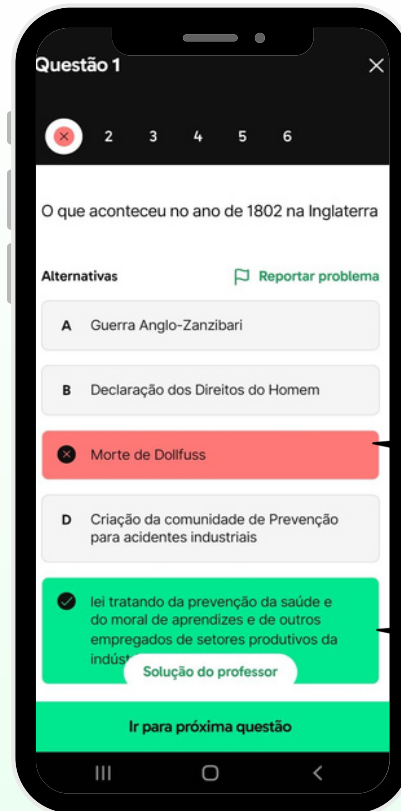 Questão 1
2 3 4 5 6
O que aconteceu no ano de 1802 na Inglaterra
Alternativas
Reportar problema
A Guerra Anglo-Zanzibari
B Declaração dos Direitos do Homem
Morte de Dollfuss
D Criação da comunidade de Prevenção
para acidentes industriais
lei tratando da prevenção da saúde e
do moral de aprendizes e de outros
empregados de setores produtivos da
Solução do professor
Ir para próxima questão